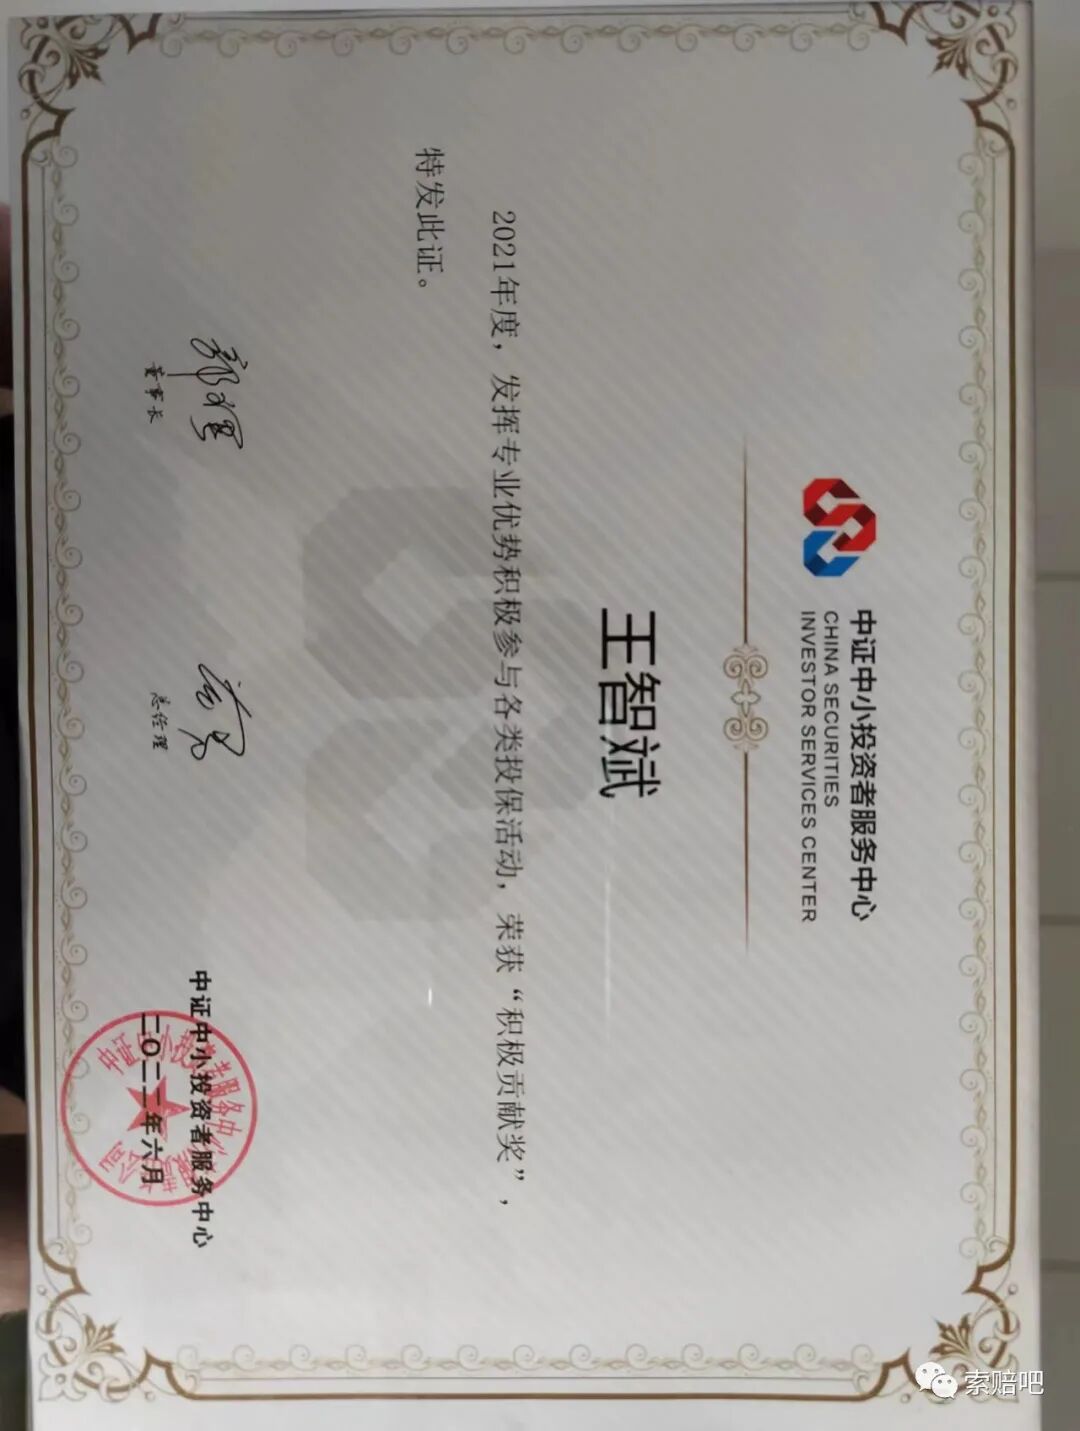 中证中小投资者服务中心
CHINA SECURITIES
INVESTOR SERVICES CENTER
王智斌
2021年度，发挥专业优势积极参与各类投保活动，荣获“积极贡献奖”，
特发此证。
董事长
总经理
中证中小投资者服务中心
二〇二二年六月
索赔吧